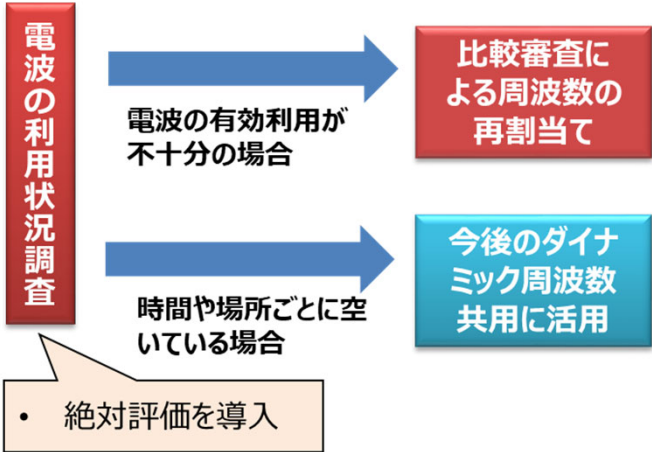 電波の利用状況調査
電波の有効利用が
不十分の場合
比較審査に
よる周波数の
再割当て
時間や場所ごとに空
いている場合
今後のダイナ
ミック周波数
共用に活用
• 絶対評価を導入